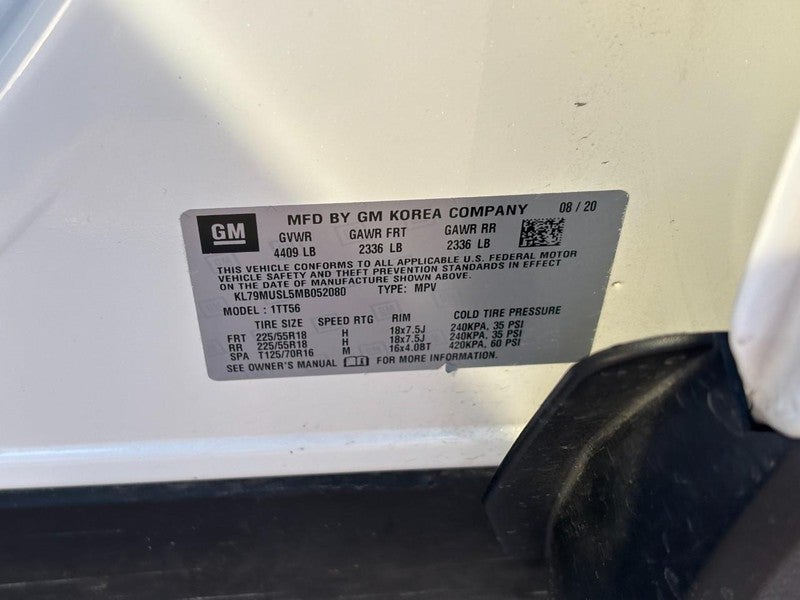 GM MFD BY GM KOREA COMPANY 08 / 20
GVWR GAWR FRT GAWR RR
4409 LB 2336 LB 2336 LB
THIS VEHICLE CONFORMS TO ALL APPLICABLE U.S. FEDERAL MOTOR
VEHICLE SAFETY AND THEFT PREVENTION STANDARDS IN EFFECT
ON THE DATE OF MANUFACTURE SHOWN ABOVE.
KL79MUSL5MB052080 TYPE: MPV
MODEL : 1TT56
TIRE SIZE SPEED RTG RIM COLD TIRE PRESSURE
FRT 225/55R18 H 18x7.5J 240KPA, 35 PSI
RR 225/55R18 H 18x7.5J 240KPA, 35 PSI
SPA T125/70R16 M 16x4.0BT 420KPA, 60 PSI
SEE OWNER'S MANUAL FOR MORE INFORMATION.